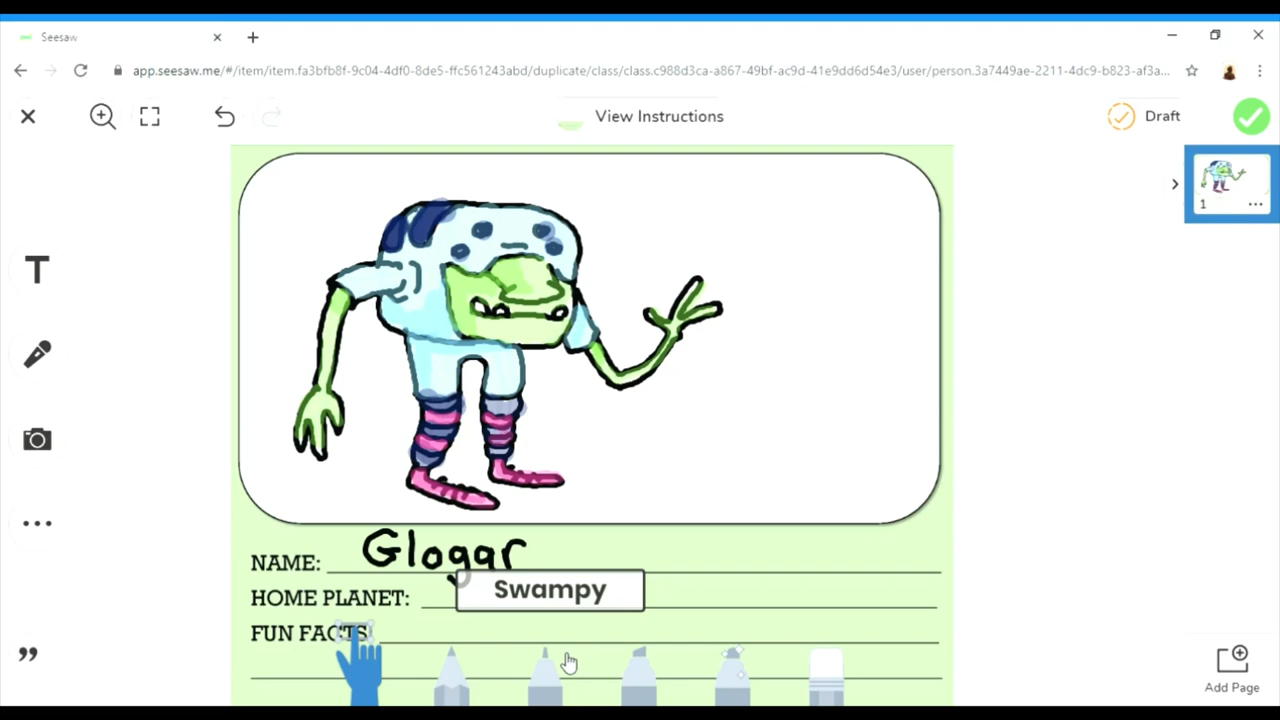 Seesaw
app.seesaw.me/#/item/item.fa3bfb8f-9c04-4df0-8de5-ffc561243abd/duplicate/class/class.c988d3ca-a867-49bf-ac9d-41e9dd6d54e3/user/person.3a7449ae-2211-4dc9-b823-af3a...
View Instructions
Draft
T
1
NAME: Glogar
HOME PLANET: Swampy
FUN FACTS:
Add Page